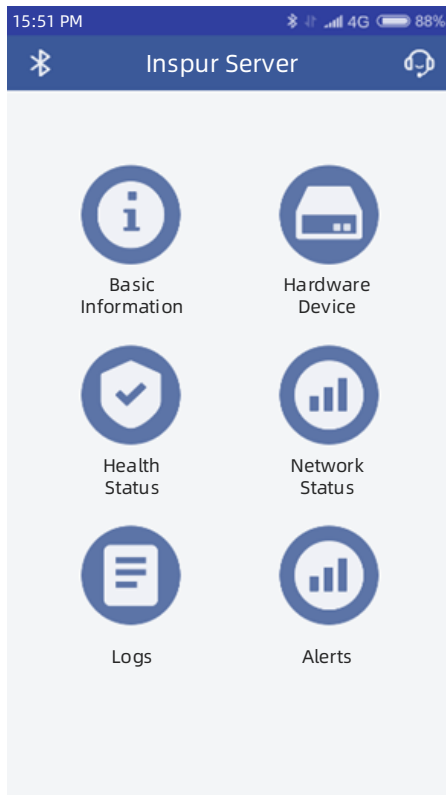 15:51 PM
4G
88%
Inspur Server
Basic
Information
Hardware
Device
Health
Status
Network
Status
Logs
Alerts